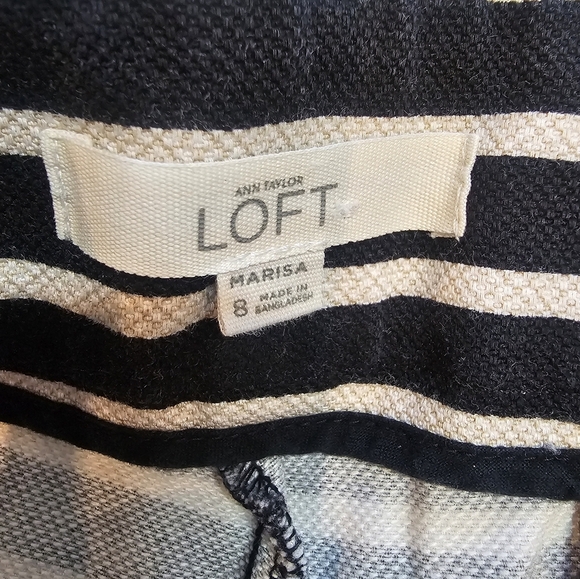 ANN TAYLOR
LOFT
MARISA
8 MADE IN
BANGLADESH